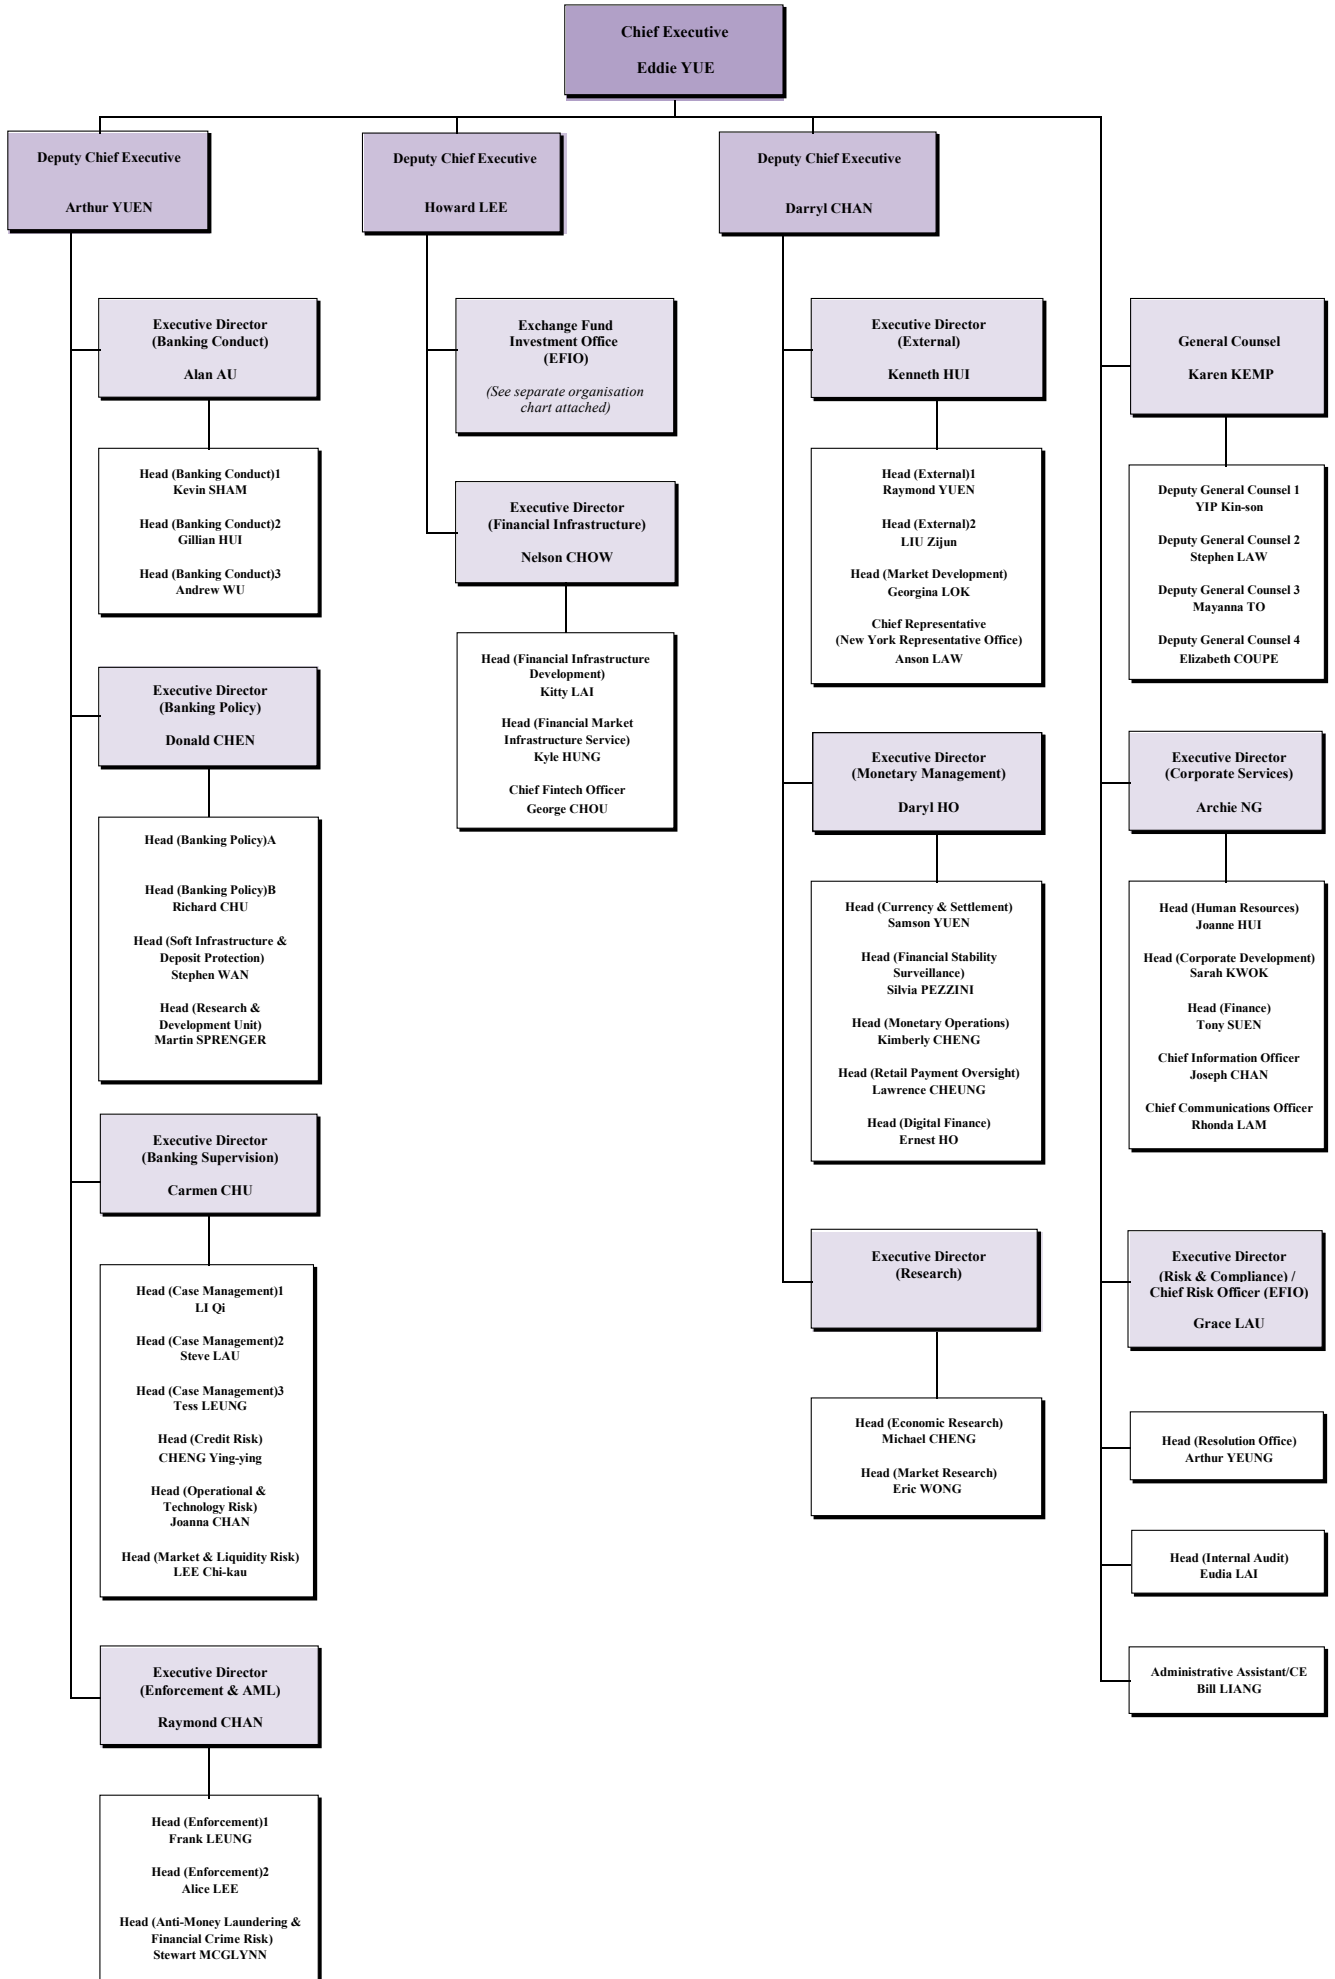 Chief Executive
Eddie YUE
Deputy Chief Executive
Arthur YUEN
Deputy Chief Executive
Howard LEE
Deputy Chief Executive
Darryl CHAN
Executive Director
(Banking Conduct)
Alan AU
Head (Banking Conduct)1
Kevin SHAM
Head (Banking Conduct)2
Gillian HUI
Head (Banking Conduct)3
Andrew WU
Executive Director
(Banking Policy)
Donald CHEN
Head (Banking Policy)A
Head (Banking Policy)B
Richard CHU
Head (Soft Infrastructure &
Deposit Protection)
Stephen WAN
Head (Research &
Development Unit)
Martin SPRENGER
Executive Director
(Banking Supervision)
Carmen CHU
Head (Case Management)1
LI Qi
Head (Case Management)2
Steve LAU
Head (Case Management)3
Tess LEUNG
Head (Credit Risk)
CHENG Ying-ying
Head (Operational &
Technology Risk)
Joanna CHAN
Head (Market & Liquidity Risk)
LEE Chi-kau
Executive Director
(Enforcement & AML)
Raymond CHAN
Head (Enforcement)1
Frank LEUNG
Head (Enforcement)2
Alice LEE
Head (Anti-Money Laundering &
Financial Crime Risk)
Stewart MCGLYNN
Exchange Fund
Investment Office
(EFIO)
(See separate organisation
chart attached)
Executive Director
(Financial Infrastructure)
Nelson CHOW
Head (Financial Infrastructure
Development)
Kitty LAI
Head (Financial Market
Infrastructure Service)
Kyle HUNG
Chief Fintech Officer
George CHOU
Executive Director
(External)
Kenneth HUI
Head (External)1
Raymond YUEN
Head (External)2
LIU Zijun
Head (Market Development)
Georgina LOK
Chief Representative
(New York Representative Office)
Anson LAW
Executive Director
(Monetary Management)
Daryl HO
Head (Currency & Settlement)
Samson YUEN
Head (Financial Stability
Surveillance)
Silvia PEZZINI
Head (Monetary Operations)
Kimberly CHENG
Head (Retail Payment Oversight)
Lawrence CHEUNG
Head (Digital Finance)
Ernest HO
Executive Director
(Research)
Head (Economic Research)
Michael CHENG
Head (Market Research)
Eric WONG
General Counsel
Karen KEMP
Deputy General Counsel 1
YIP Kin-son
Deputy General Counsel 2
Stephen LAW
Deputy General Counsel 3
Mayanna TO
Deputy General Counsel 4
Elizabeth COUPE
Executive Director
(Corporate Services)
Archie NG
Head (Human Resources)
Joanne HUI
Head (Corporate Development)
Sarah KWOK
Head (Finance)
Tony SUEN
Chief Information Officer
Joseph CHAN
Chief Communications Officer
Rhonda LAM
Executive Director
(Risk & Compliance) /
Chief Risk Officer (EFIO)
Grace LAU
Head (Resolution Office)
Arthur YEUNG
Head (Internal Audit)
Eudia LAI
Administrative Assistant/CE
Bill LIANG